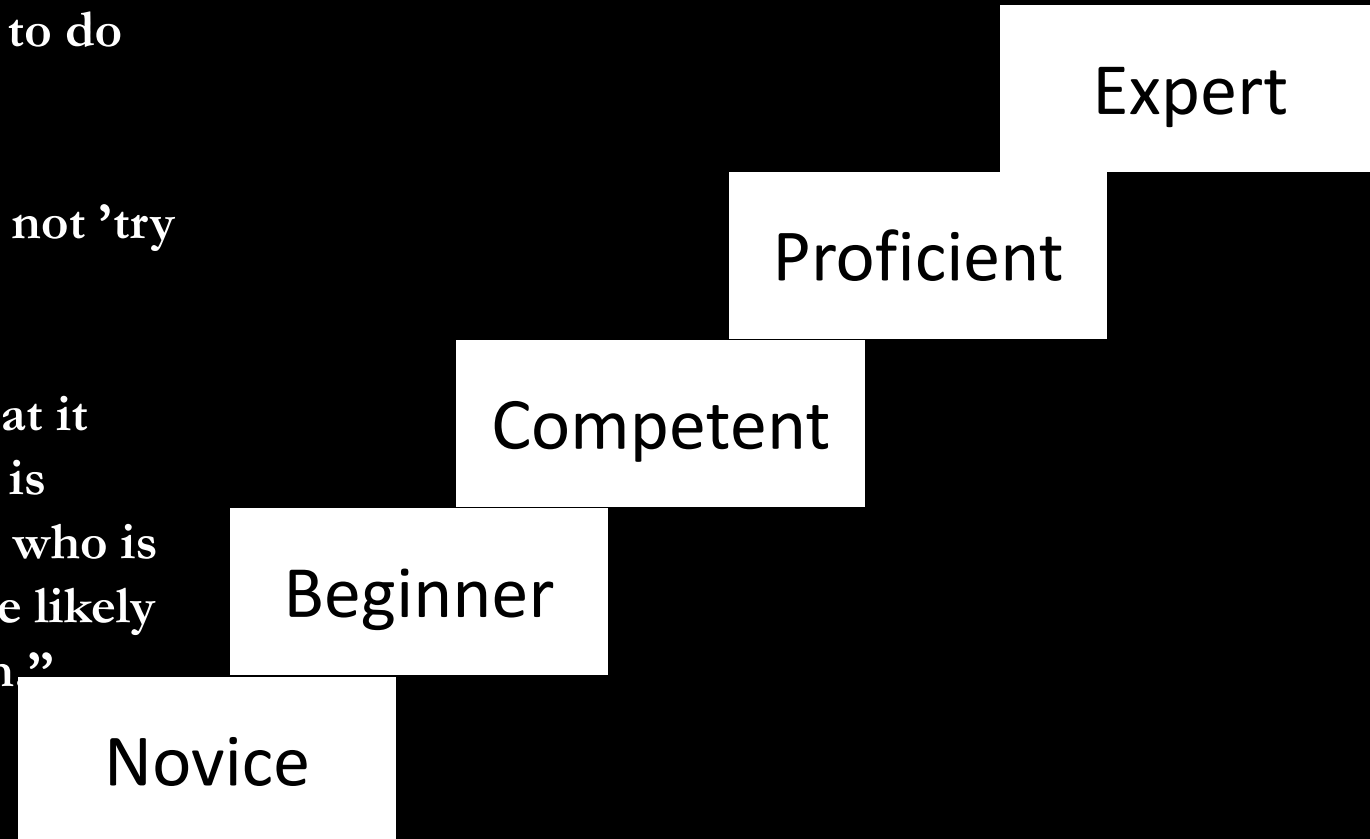 to do
Expert
not ’try
Proficient
at it
Competent
is
who is
Beginner
e likely
n.”
Novice